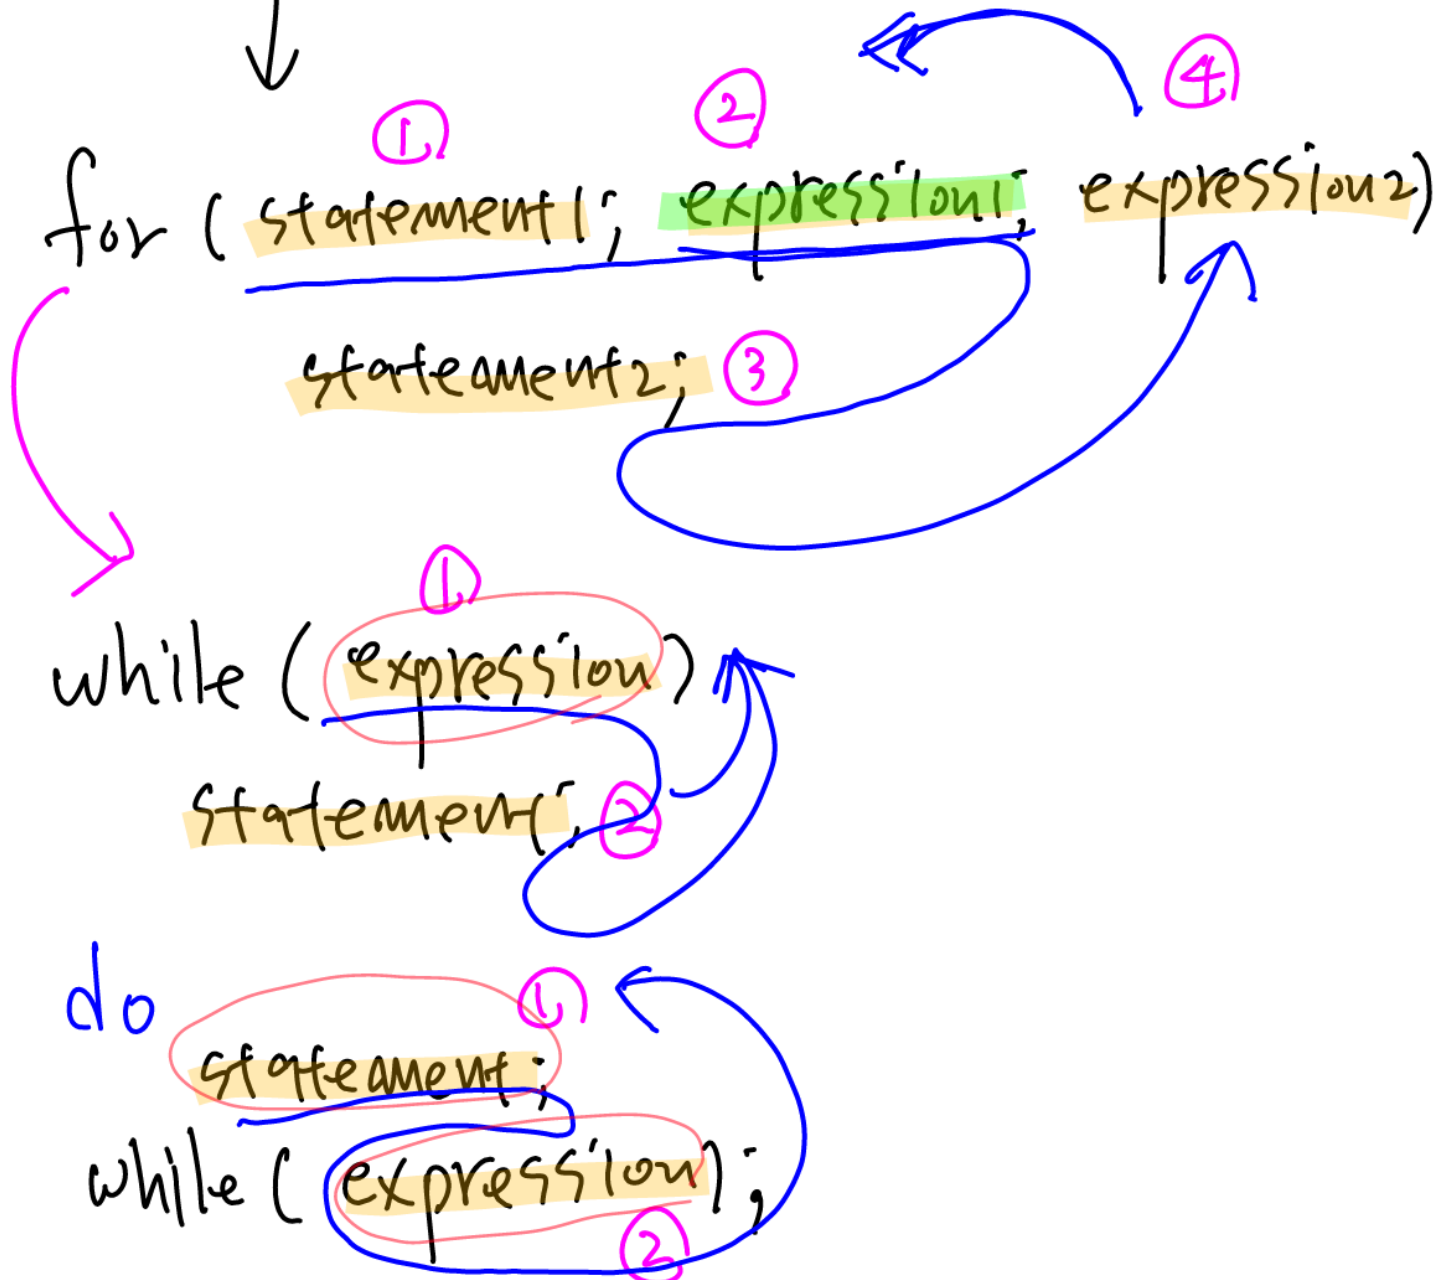 ① ② ④
for ( statement1; expression1; expression2)
statement2; ③
①
while ( expression)
statement; ②
do ①
statement;
while ( expression);
②